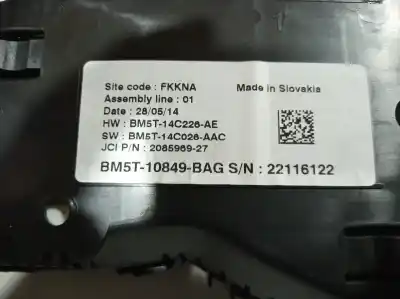 Site code : FKKNA Made in Slovakia
Assembly line : 01
Date : 28/05/14
HW : BM5T-14C226-AE
SW : BM5T-14C026-AAC
JCI P/N : 2085969-27
BM5T-10849-BAG S/N : 22116122